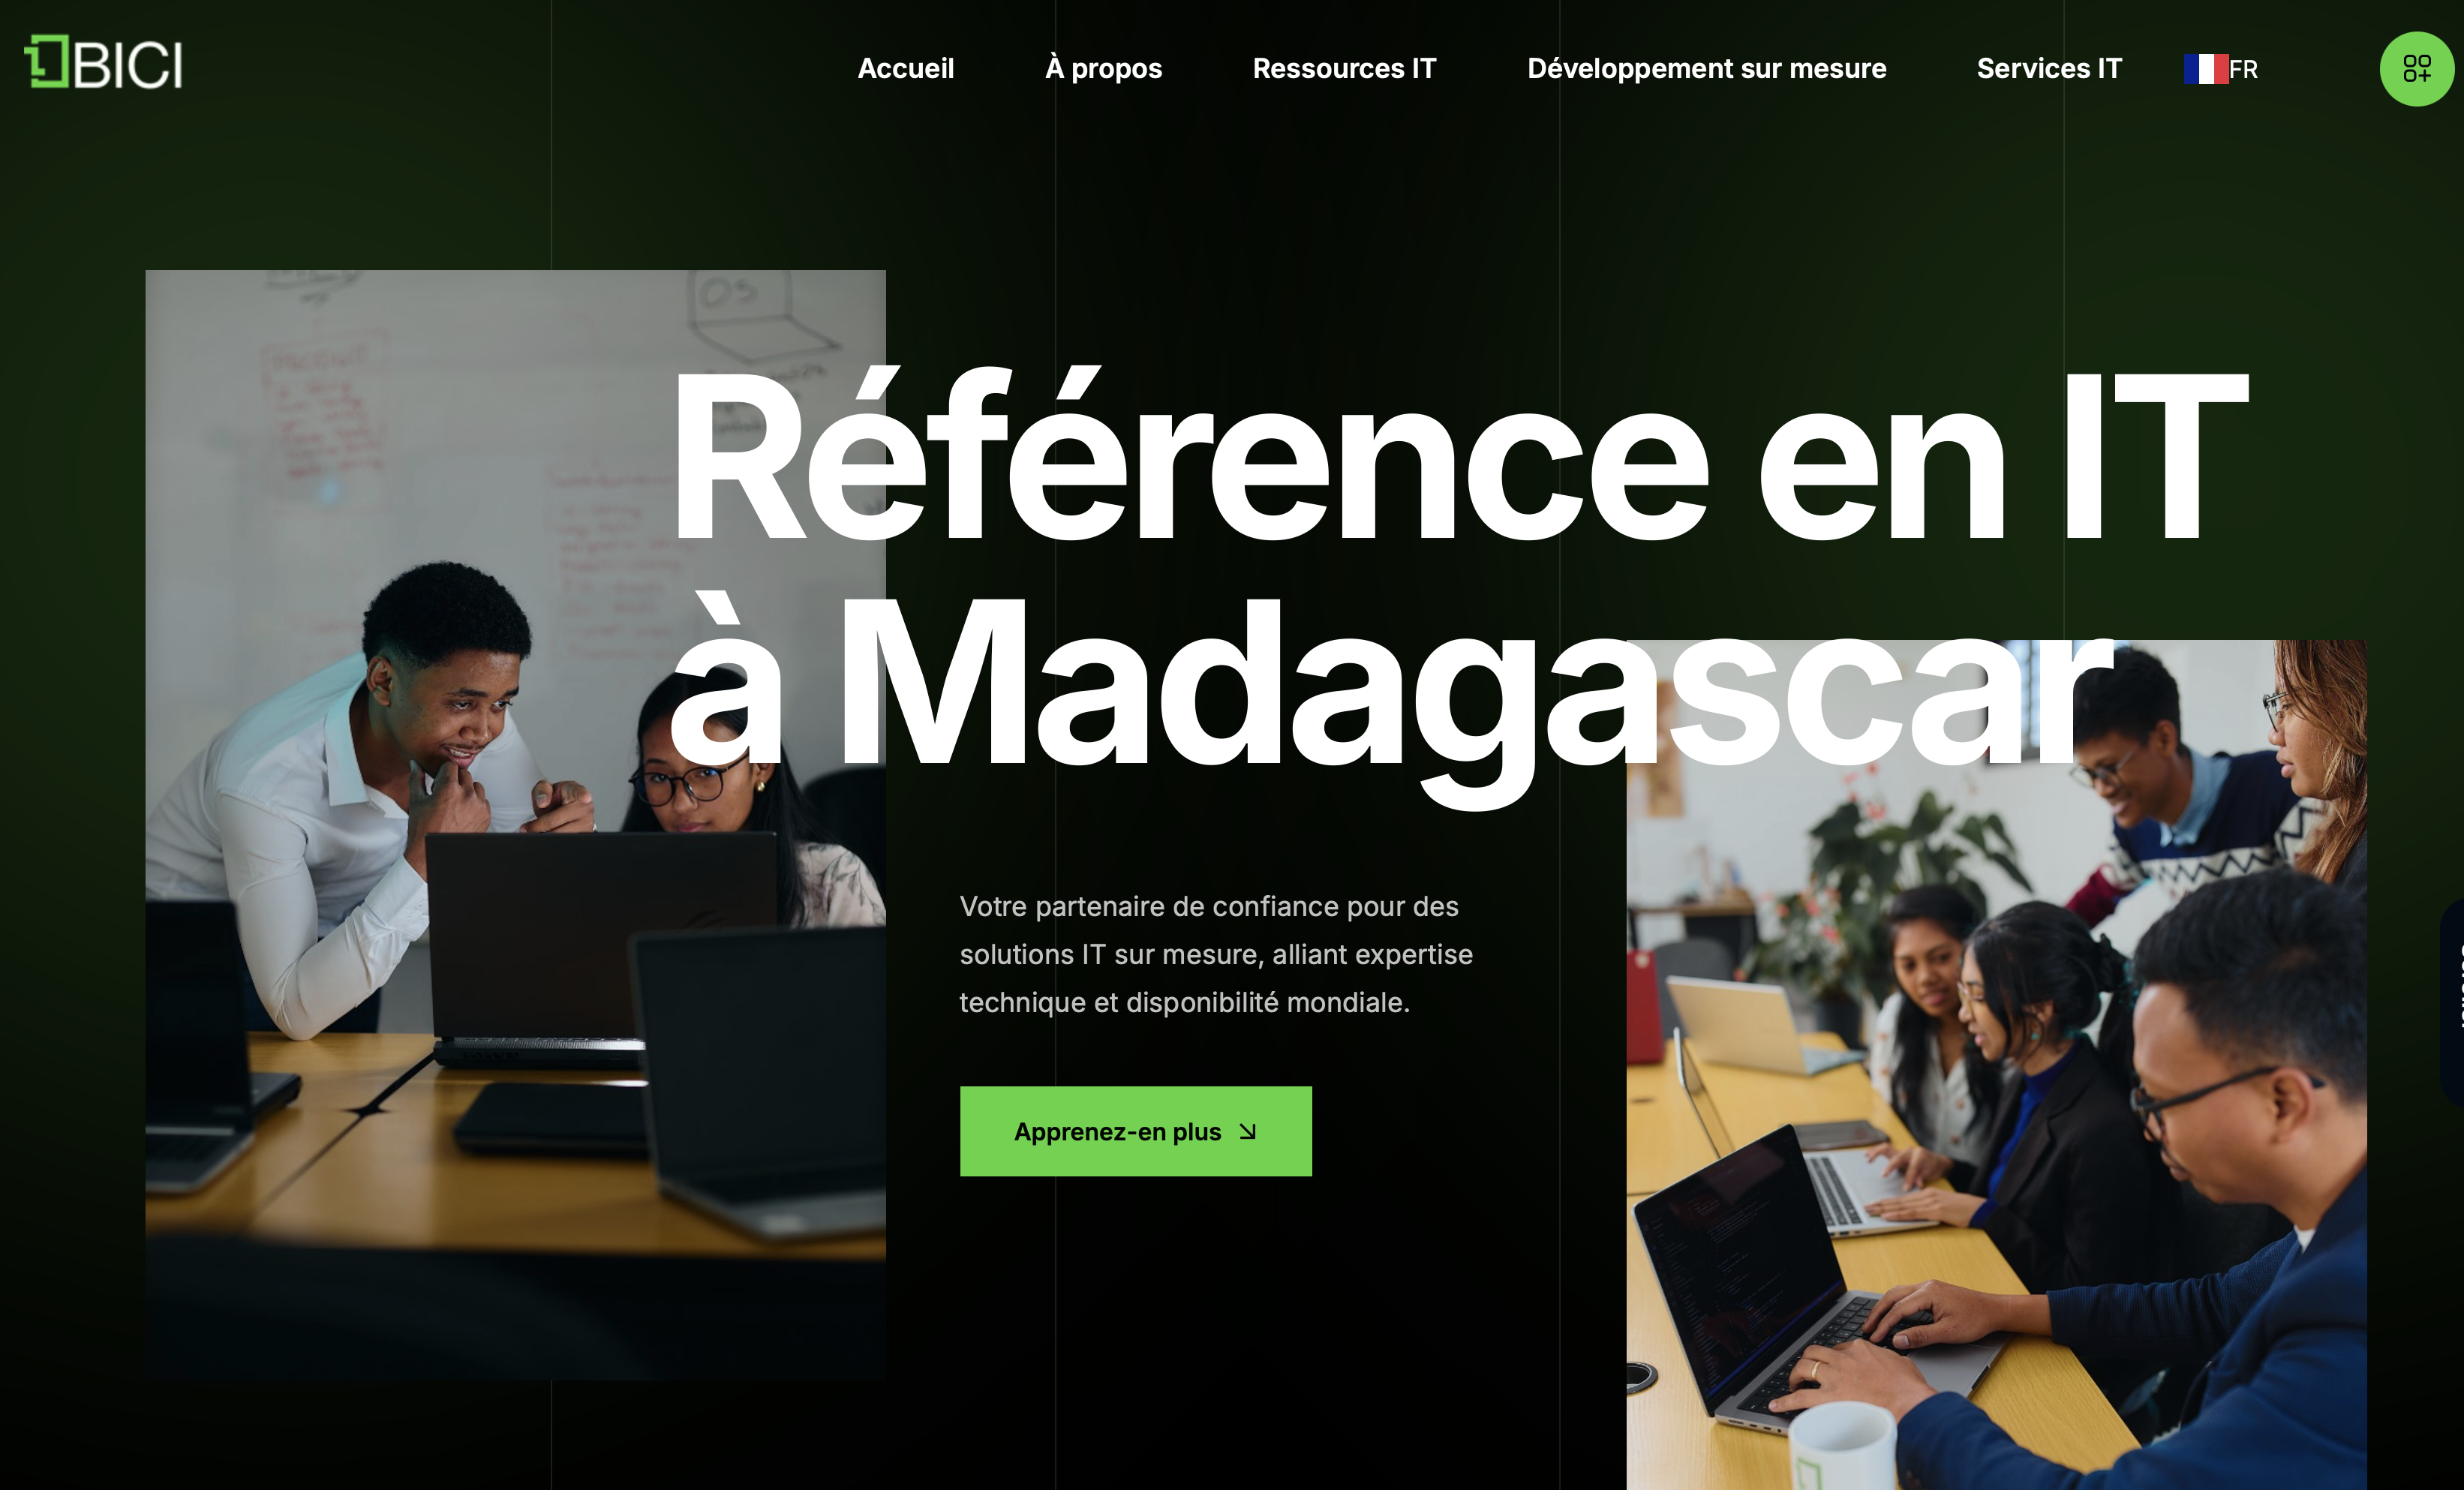 BICI
Accueil
À propos
Ressources IT
Développement sur mesure
Services IT
FR
OS
Référence en IT
à Madagascar
Votre partenaire de confiance pour des
solutions IT sur mesure, alliant expertise
technique et disponibilité mondiale.
Apprenez-en plus